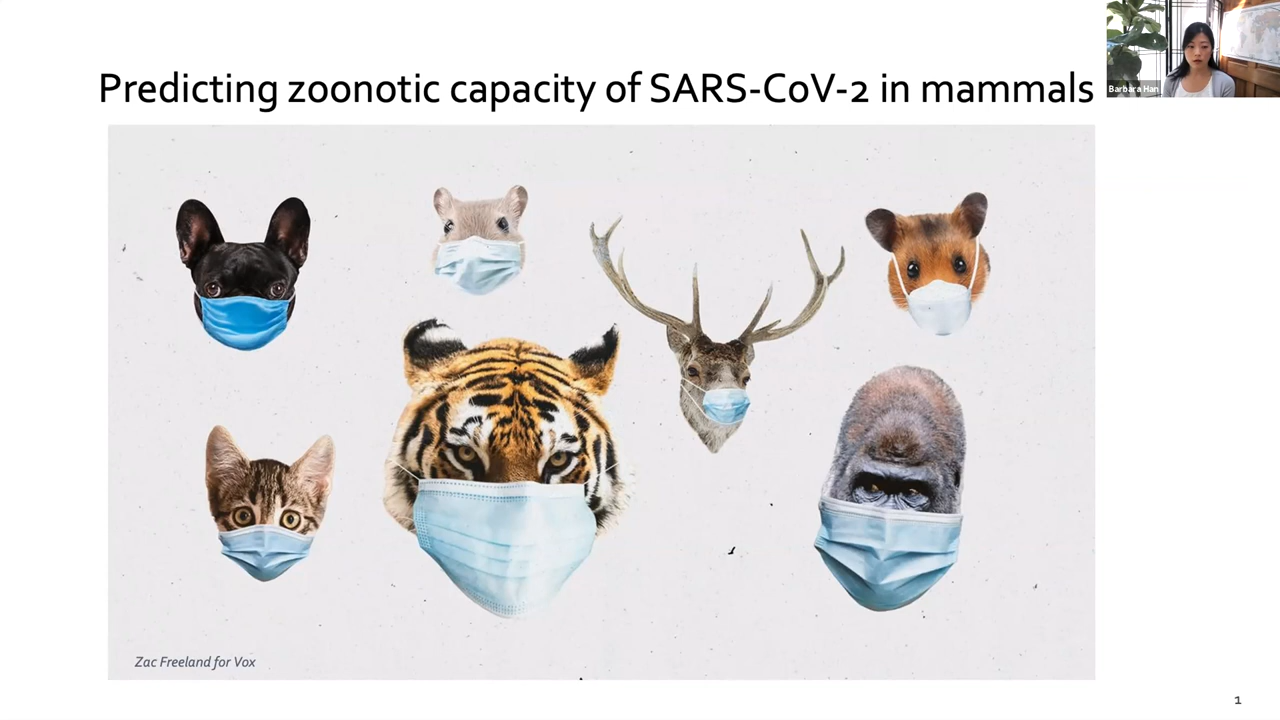 Predicting zoonotic capacity of SARS-CoV-2 in mammals
Barbara Han
Zac Freeland for Vox
1